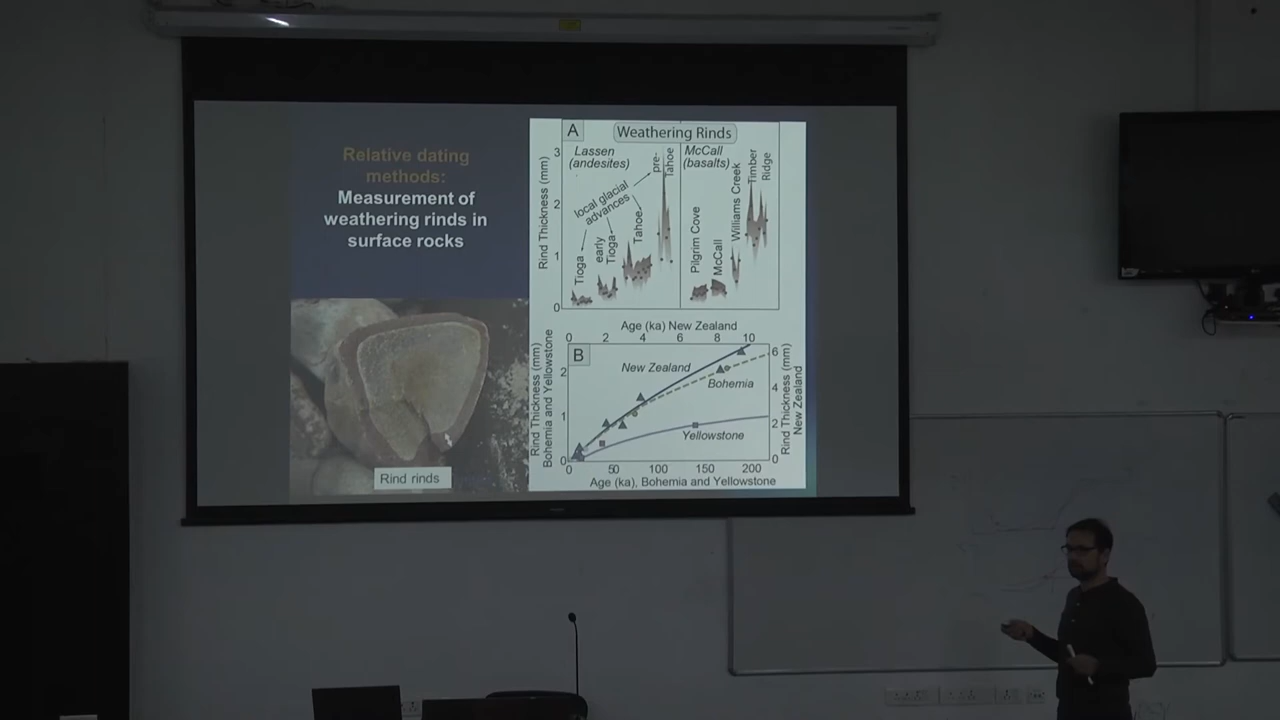 Relative dating
methods:
Measurement of
weathering rinds in
surface rocks
Rind rinds
A
Weathering Rinds
Lassen
(andesites)
McCall
(basalts)
pre-
Tahoe
local glacial
advances
Tioga
early
Tioga
Tahoe
Pilgrim Cove
McCall
Williams Creek
Timber
Ridge
Rind Thickness (mm)
3
2
1
0
Age (ka) New Zealand
0 2 4 6 8 10
B
New Zealand
Bohemia
Yellowstone
Rind Thickness (mm)
Bohemia and Yellowstone
2
1
0
6
4
2
0
Rind Thickness (mm)
New Zealand
0 50 100 150 200
Age (ka), Bohemia and Yellowstone